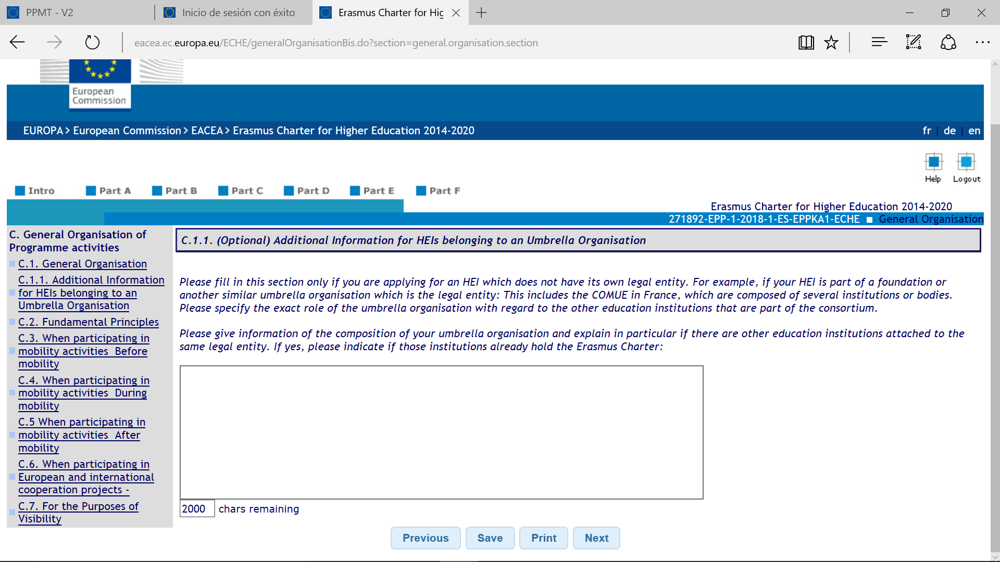 PPMT - V2
Inicio de sesión con éxito
Erasmus Charter for Hig
eacea.ec.europa.eu/ECHE/generalOrganisationBis.do?section=general.organisation.section
European
Commission
EUROPA > European Commission > EACEA > Erasmus Charter for Higher Education 2014-2020
fr | de | en
Help
Logout
Intro
Part A
Part B
Part C
Part D
Part E
Part F
Erasmus Charter for Higher Education 2014-2020
271892-EPP-1-2018-1-ES-EPPKA1-ECHE
General Organisation
C. General Organisation of
Programme activities
C.1. General Organisation
C.1.1. Additional Information
for HEIs belonging to an
Umbrella Organisation
C.2. Fundamental Principles
C.3. When participating in
mobility activities Before
mobility
C.4. When participating in
mobility activities During
mobility
C.5 When participating in
mobility activities After
mobility
C.6. When participating in
European and international
cooperation projects -
C.7. For the Purposes of
Visibility
C.1.1. (Optional) Additional Information for HEIs belonging to an Umbrella Organisation
Please fill in this section only if you are applying for an HEI which does not have its own legal entity. For example, if your HEI is part of a foundation or
another similar umbrella organisation which is the legal entity: This includes the COMUE in France, which are composed of several institutions or bodies.
Please specify the exact role of the umbrella organisation with regard to the other education institutions that are part of the consortium.
Please give information of the composition of your umbrella organisation and explain in particular if there are other education institutions attached to the
same legal entity. If yes, please indicate if those institutions already hold the Erasmus Charter:
2000 chars remaining
Previous
Save
Print
Next